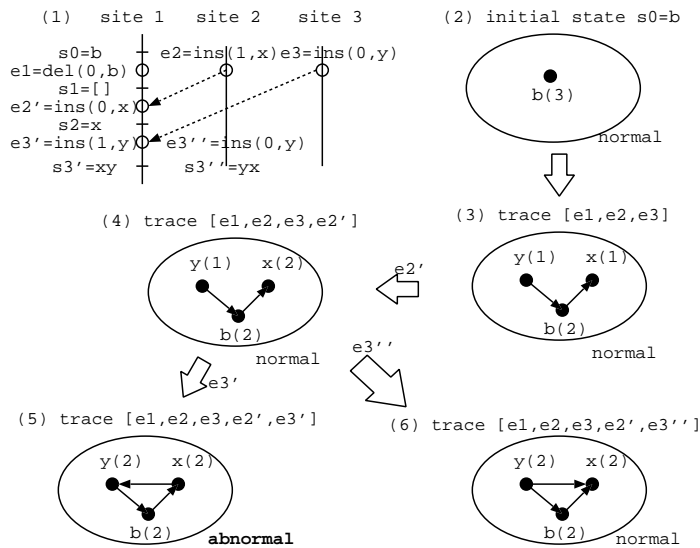 (1) site 1 site 2 site 3
s0=b
e2=ins(1,x) e3=ins(0,y)
e1=del(0,b)
s1=[]
e2'=ins(0,x)
s2=x
e3'=ins(1,y) e3''=ins(0,y)
s3'=xy s3''=yx
(2) initial state s0=b
b(3)
normal
(3) trace [e1,e2,e3]
y(1) x(1)
b(2)
normal
e2'
(4) trace [e1,e2,e3,e2']
y(1) x(2)
b(2)
normal
e3'
e3''
(5) trace [e1,e2,e3,e2',e3']
y(2) x(2)
b(2)
abnormal
(6) trace [e1,e2,e3,e2',e3'']
y(2) x(2)
b(2)
normal